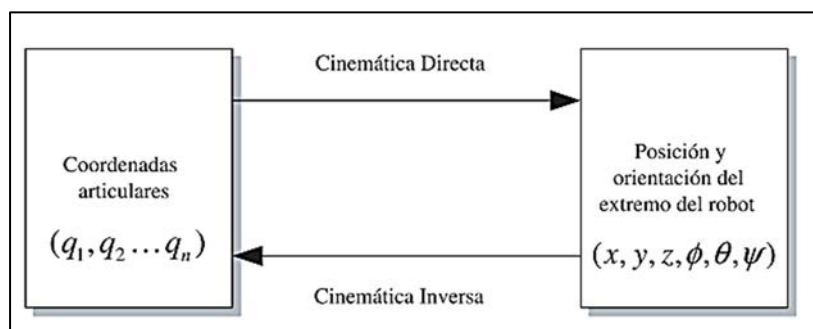 Cinemática Directa
Coordenadas
articulares
(q₁, q₂ ... qₙ)
Posición y
orientación del
extremo del robot
(x, y, z, ϕ, θ, ψ)
Cinemática Inversa